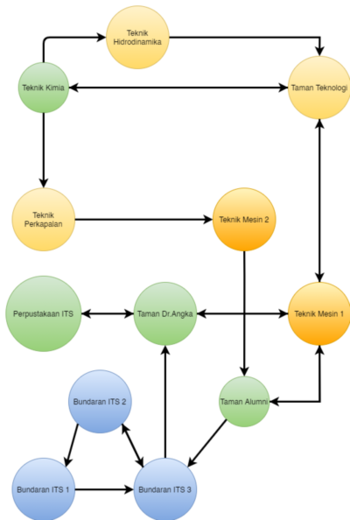 Teknik
Hidrodinamika
Teknik Kimia
Taman Teknologi
Teknik
Perkapalan
Teknik Mesin 2
Perpustakaan ITS
Taman Dr.Angka
Teknik Mesin 1
Bundaran ITS 2
Taman Alumni
Bundaran ITS 1
Bundaran ITS 3